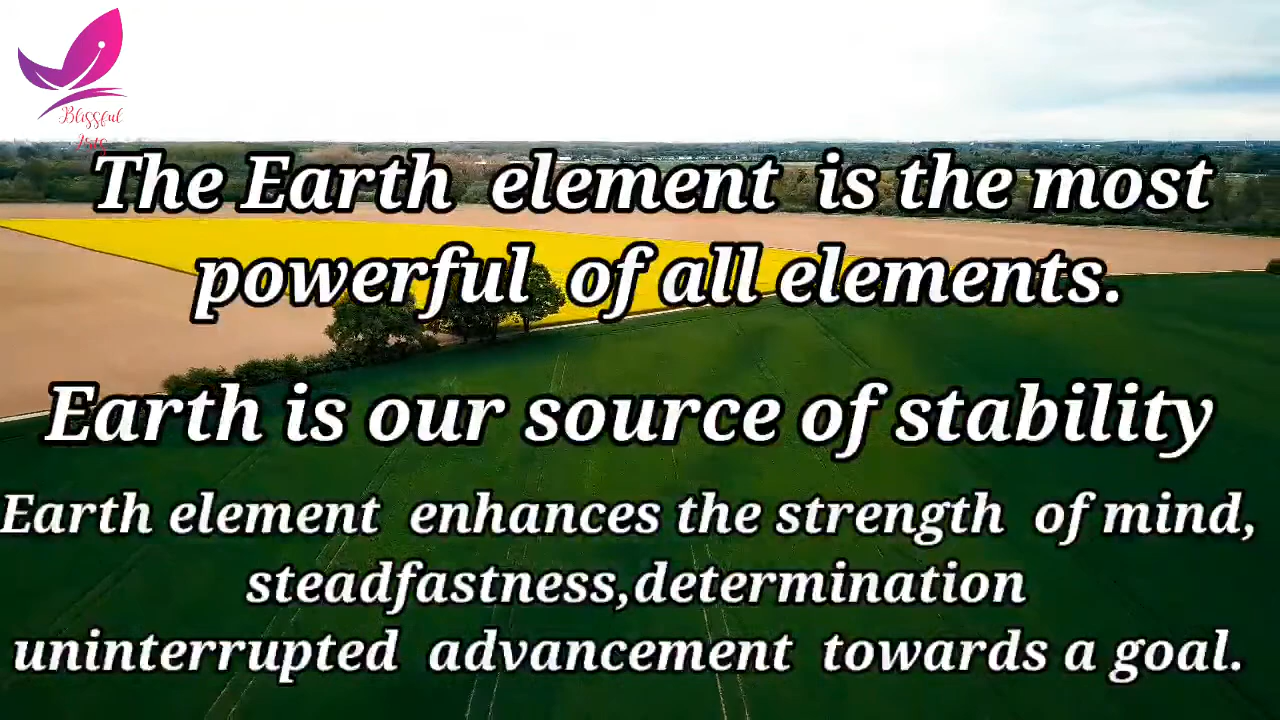 Blissful
Iris
The Earth element is the most
powerful of all elements.
Earth is our source of stability
Earth element enhances the strength of mind,
steadfastness,determination
uninterrupted advancement towards a goal.